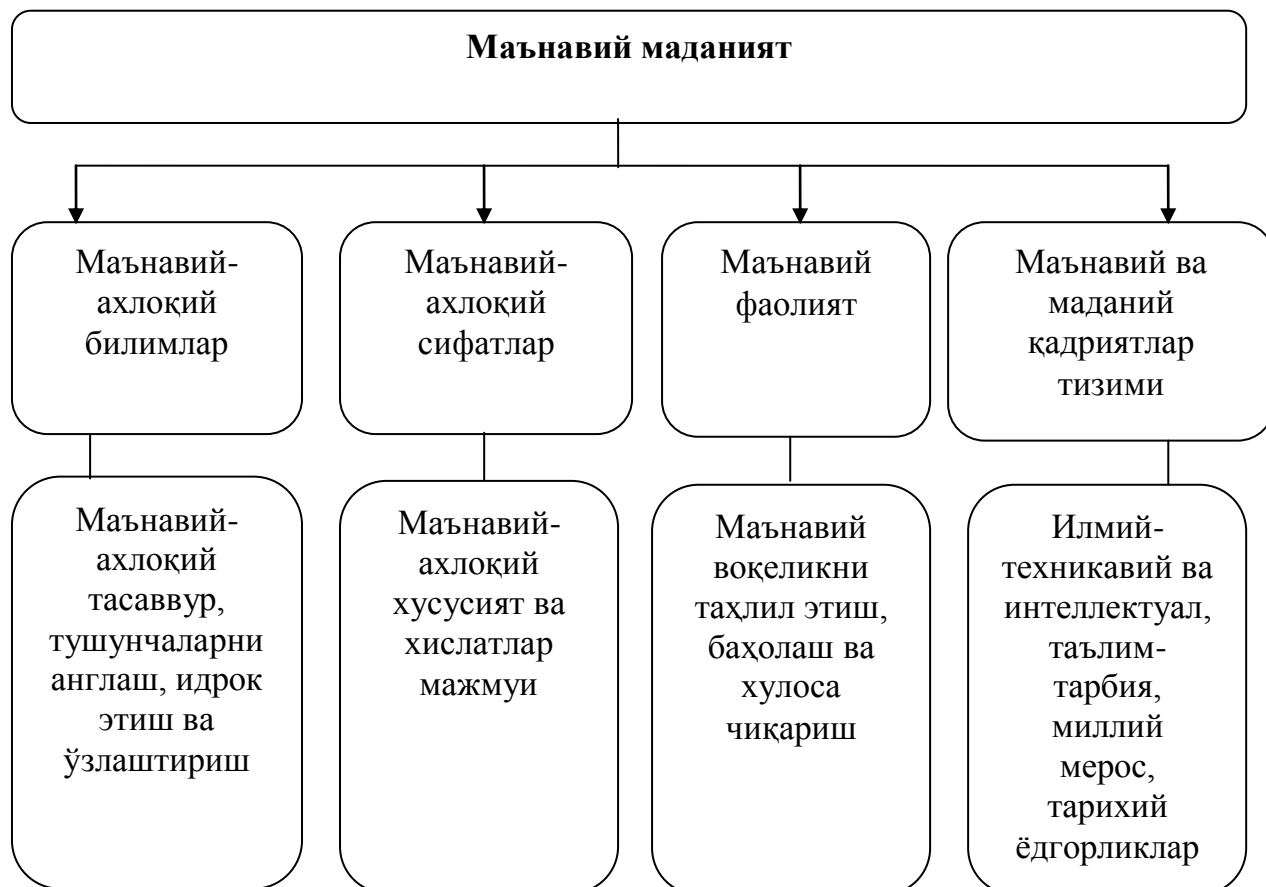 Маънавий маданият
Маънавий-
ахлоқий
билимлар
Маънавий-
ахлоқий
сифатлар
Маънавий
фаолият
Маънавий ва
маданий
қадриятлар
тизими
Маънавий-
ахлоқий
тасаввур,
тушунчаларни
англаш, идрок
этиш ва
ўзлаштириш
Маънавий-
ахлоқий
хусусият ва
хислатлар
мажмуи
Маънавий
воқеликни
таҳлил этиш,
баҳолаш ва
хулоса
чиқариш
Илмий-
техникавий ва
интеллектуал,
таълим-
тарбия,
миллий
мерос,
тарихий
ёдгорликлар